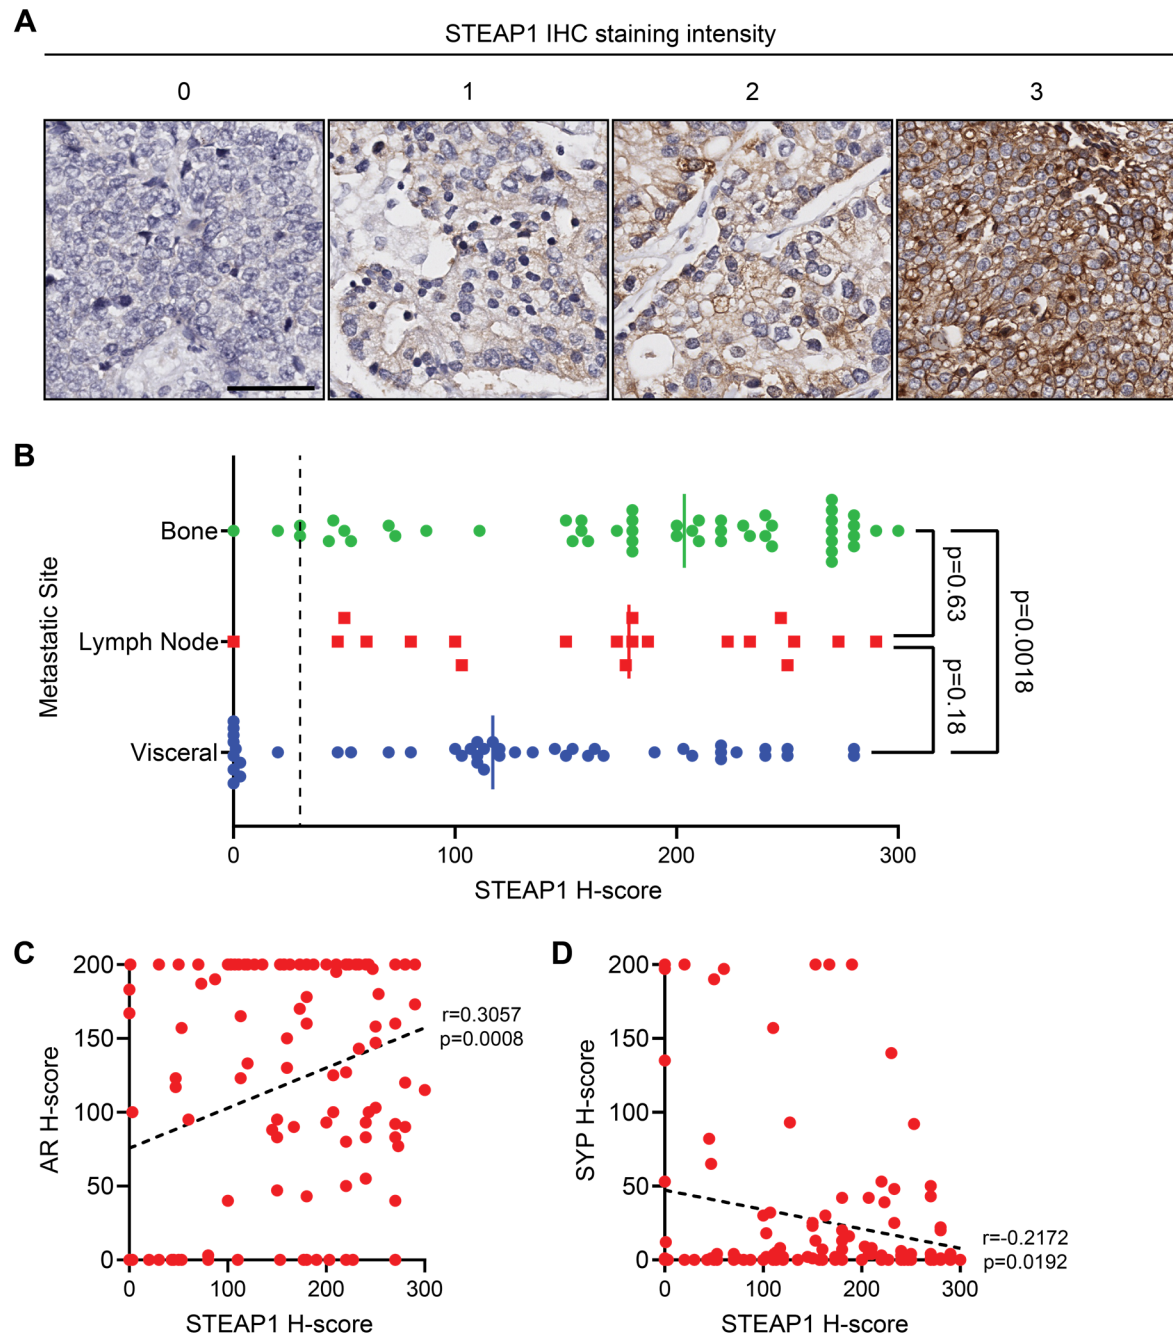 A
STEAP1 IHC staining intensity
0 1 2 3
B
Metastatic Site
Bone
Lymph Node
Visceral
p=0.63
p=0.18
p=0.0018
0 100 200 300
STEAP1 H-score
C
AR H-score
200
150
100
50
0
r=0.3057
p=0.0008
0 100 200 300
STEAP1 H-score
D
SYP H-score
200
150
100
50
0
r=-0.2172
p=0.0192
0 100 200 300
STEAP1 H-score